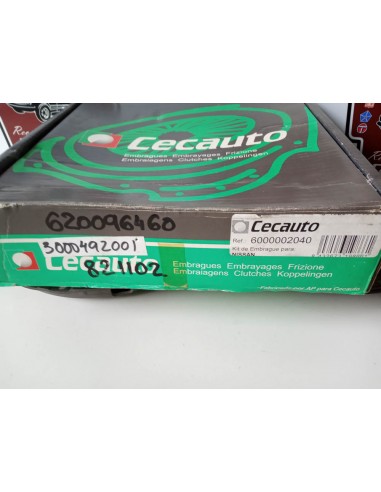 Cecauto
Embragues Embrayages Frizione
Embraiagens Clutches Koppelingen
620096460
3000492001
821102
Cecauto
Embragues Embrayages Frizione
Embraiagens Clutches Koppelingen
Cecauto
Ref.: 6000002040
Kit de Embrague para:
NISSAN